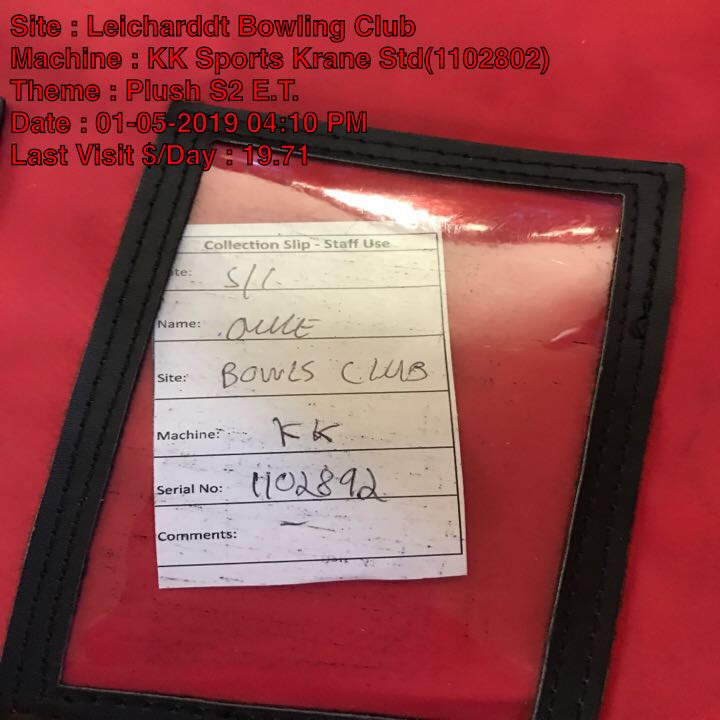 Site : Leicharddt Bowling Club
Machine : KK Sports Krane Std(1102802)
Theme : Plush S2 E.T.
Date : 01-05-2019 04:10 PM
Last Visit $/Day : 19.71
Collection Slip - Staff Use
ate: 5/1
Name:
Site: BOWLS CLUB
Machine: KK
Serial No: 1102892
Comments: —